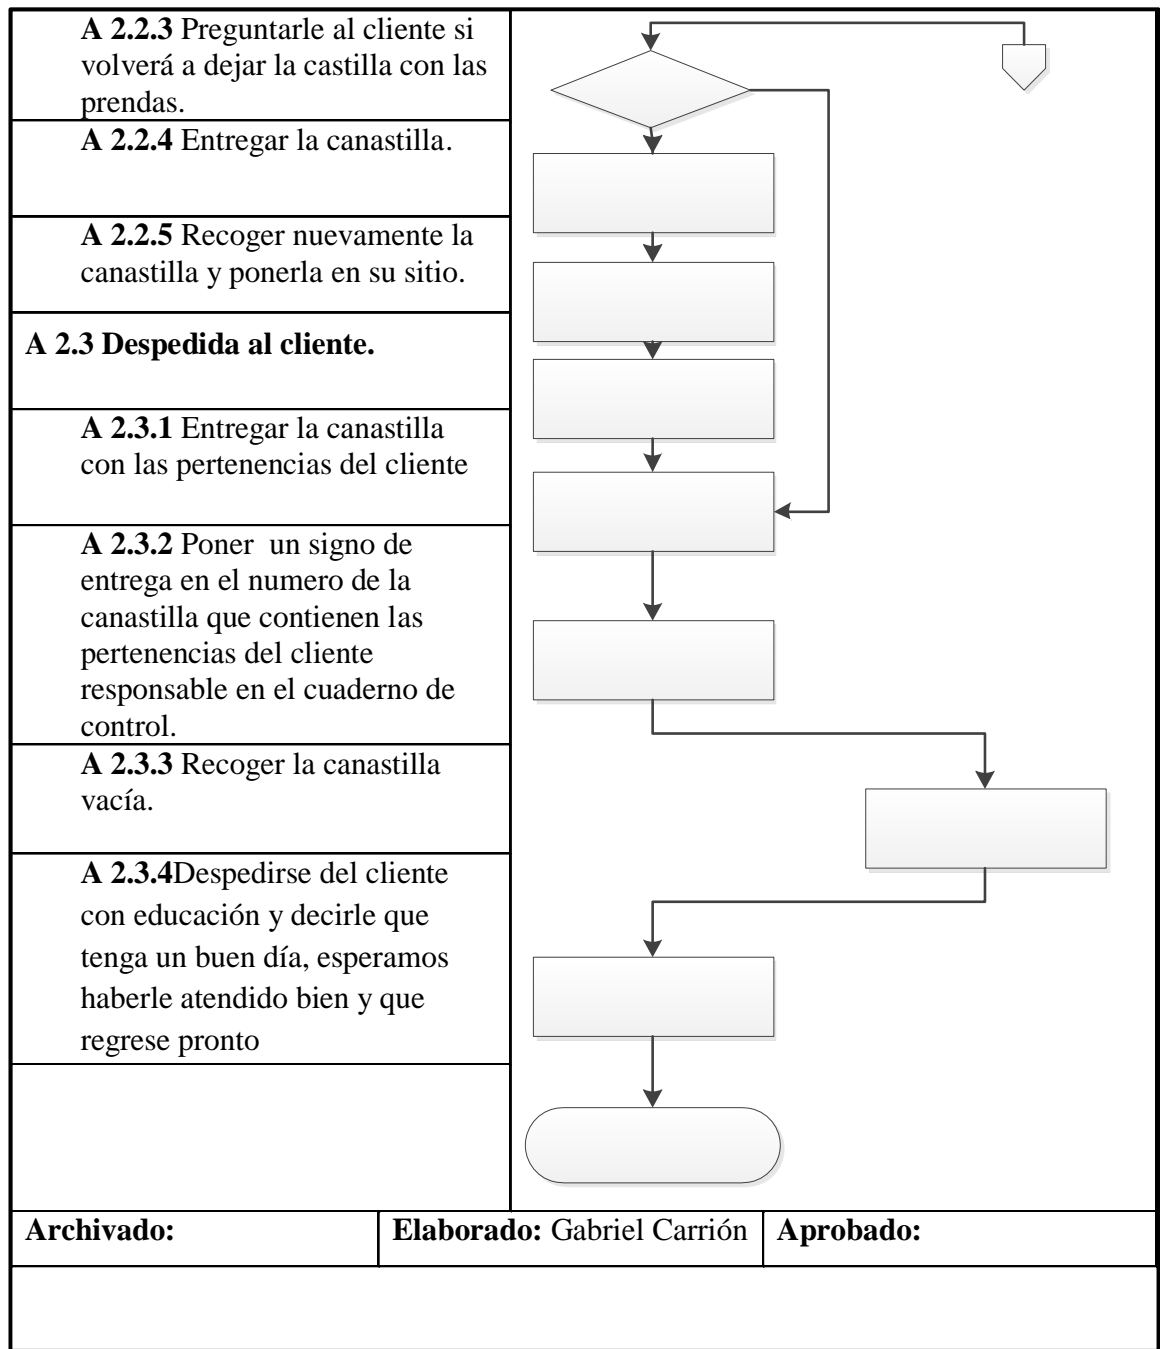 A 2.2.3 Preguntarle al cliente si
volverá a dejar la castilla con las
prendas.
A 2.2.4 Entregar la canastilla.
A 2.2.5 Recoger nuevamente la
canastilla y ponerla en su sitio.
A 2.3 Despedida al cliente.
A 2.3.1 Entregar la canastilla
con las pertenencias del cliente
A 2.3.2 Poner  un signo de
entrega en el numero de la
canastilla que contienen las
pertenencias del cliente
responsable en el cuaderno de
control.
A 2.3.3 Recoger la canastilla
vacía.
A 2.3.4Despedirse del cliente
con educación y decirle que
tenga un buen día, esperamos
haberle atendido bien y que
regrese pronto
Archivado:
Elaborado: Gabriel Carrión
Aprobado: